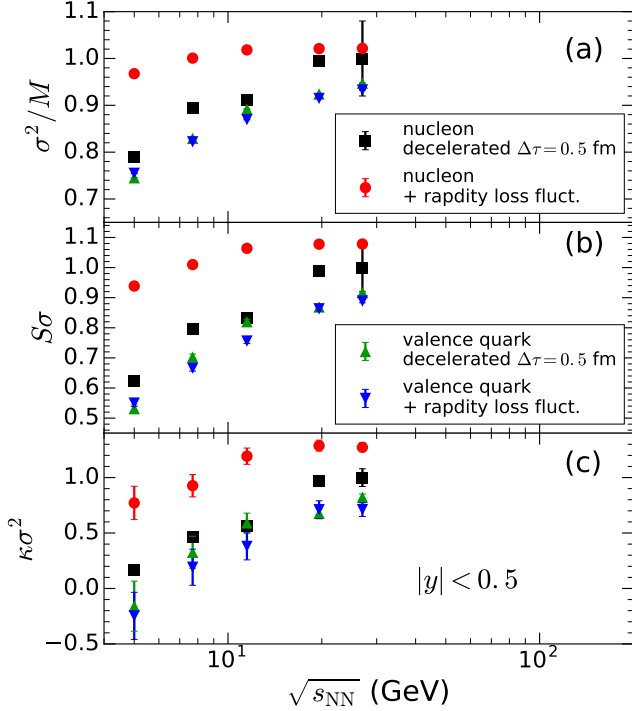 1.1
1.0
0.9
0.8
0.7
σ²/M
(a)
nucleon
decelerated Δτ = 0.5 fm
nucleon
+ rapdity loss fluct.
1.1
1.0
0.9
0.8
0.7
0.6
0.5
Sσ
(b)
valence quark
decelerated Δτ = 0.5 fm
valence quark
+ rapdity loss fluct.
1.0
0.5
0.0
−0.5
κσ²
(c)
|y| < 0.5
10¹
10²
√s_NN (GeV)